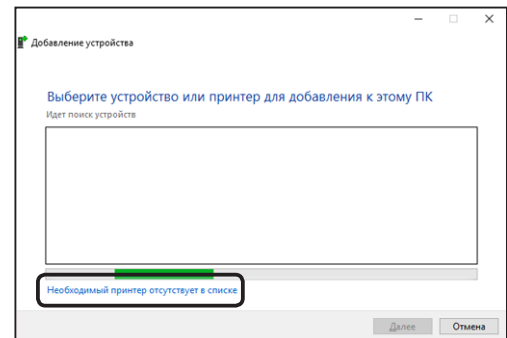 Добавление устройства
Выберите устройство или принтер для добавления к этому ПК
Идет поиск устройств
Необходимый принтер отсутствует в списке
Далее Отмена